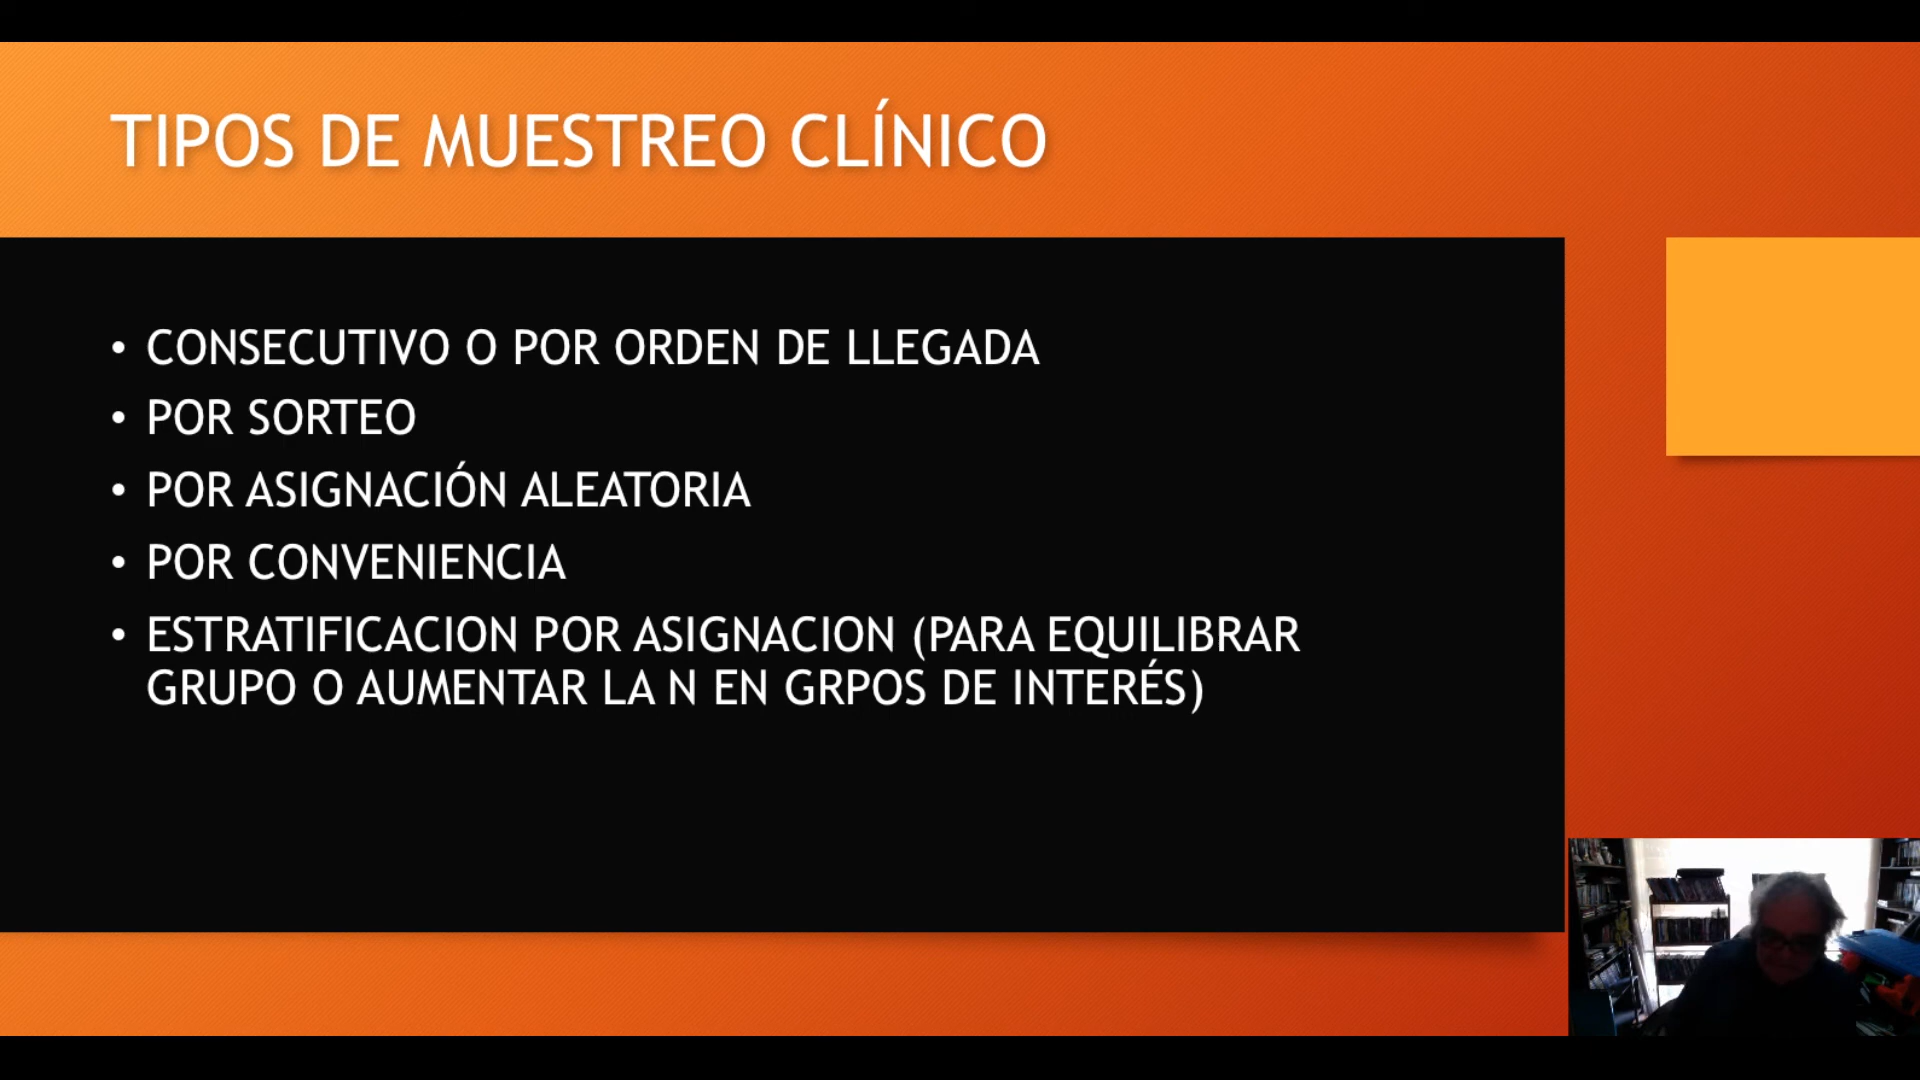 TIPOS DE MUESTREO CLÍNICO
• CONSECUTIVO O POR ORDEN DE LLEGADA
• POR SORTEO
• POR ASIGNACIÓN ALEATORIA
• POR CONVENIENCIA
• ESTRATIFICACION POR ASIGNACION (PARA EQUILIBRAR
GRUPO O AUMENTAR LA N EN GRPOS DE INTERÉS)